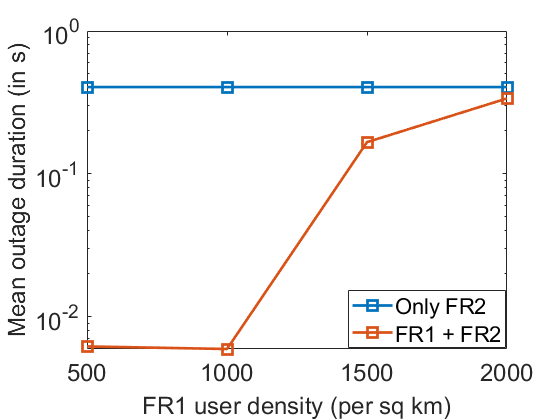 10^0
10^-1
10^-2
Mean outage duration (in s)
Only FR2
FR1 + FR2
500 1000 1500 2000
FR1 user density (per sq km)